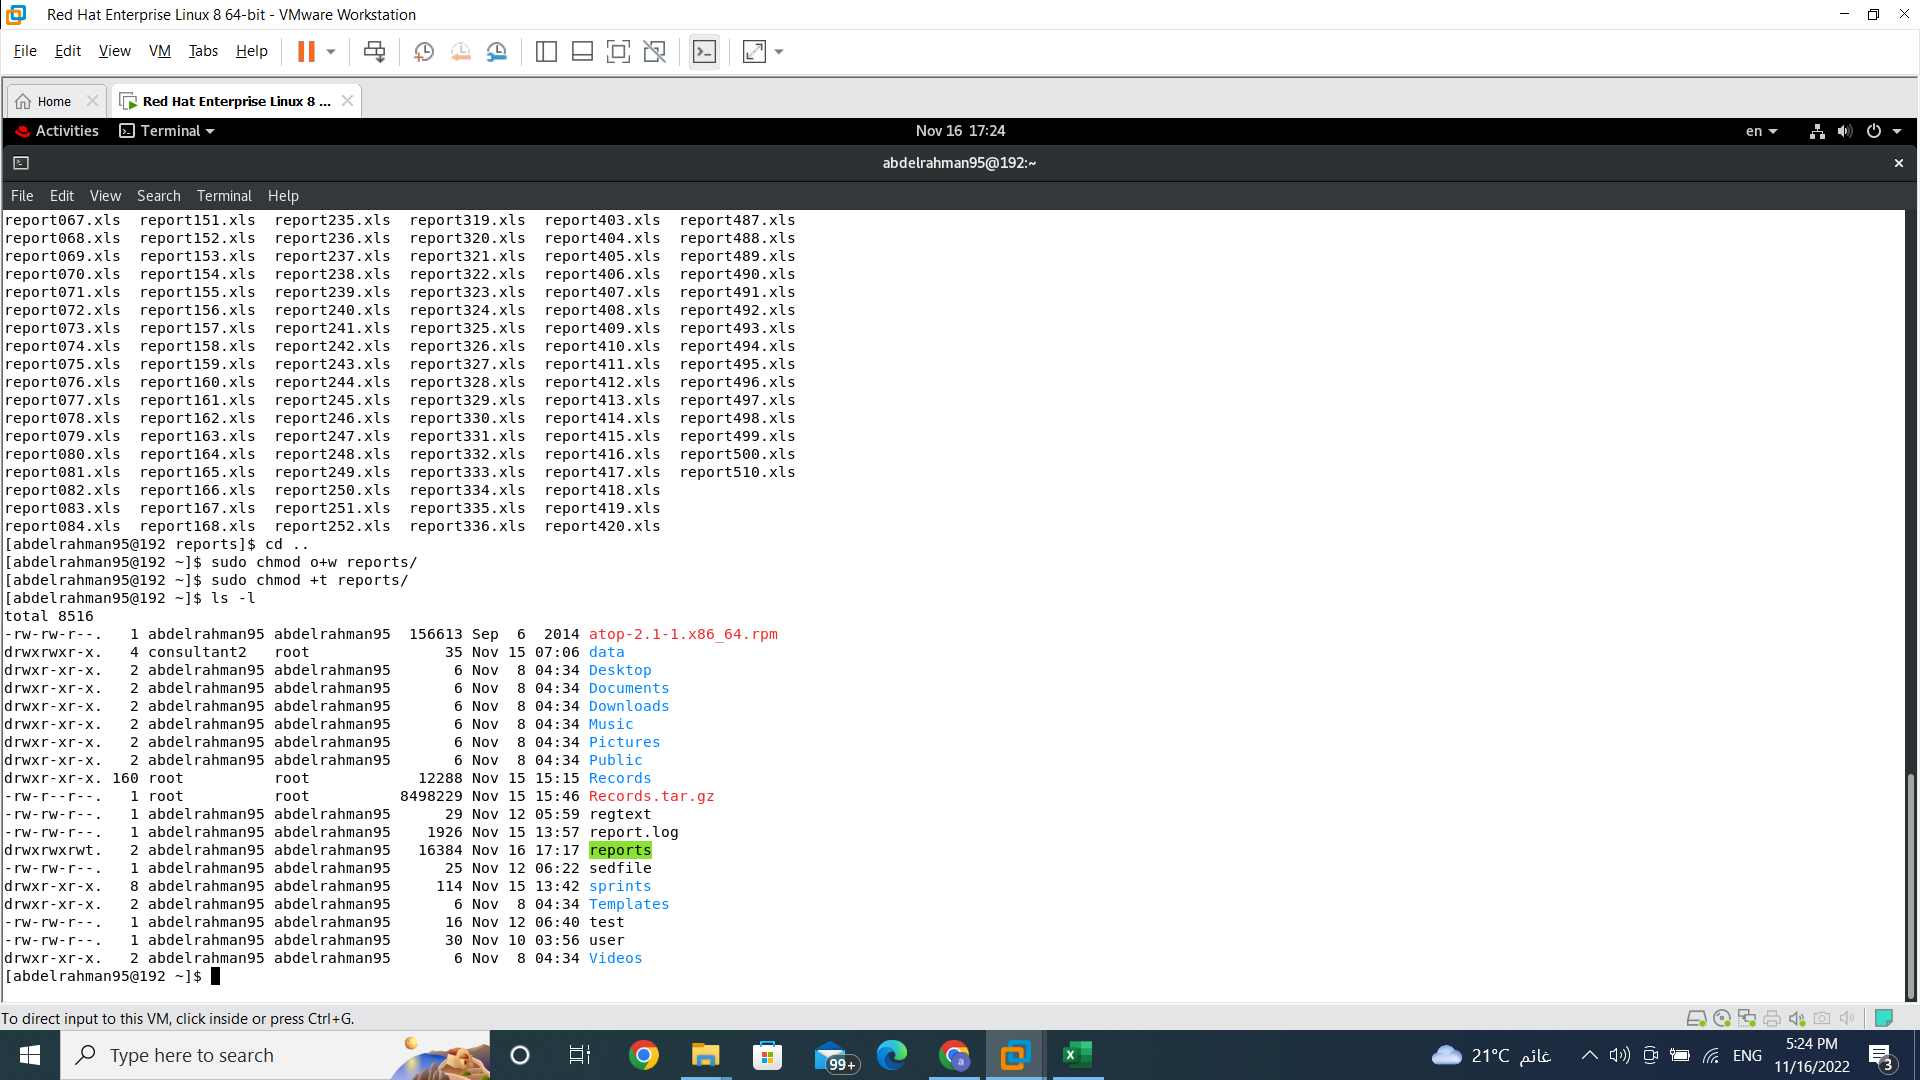 Red Hat Enterprise Linux 8 64-bit - VMware Workstation
File Edit View VM Tabs Help
Home Red Hat Enterprise Linux 8 ...
Activities Terminal Nov 16 17:24 en
abdelrahman95@192:~
File Edit View Search Terminal Help
report067.xls report151.xls report235.xls report319.xls report403.xls report487.xls
report068.xls report152.xls report236.xls report320.xls report404.xls report488.xls
report069.xls report153.xls report237.xls report321.xls report405.xls report489.xls
report070.xls report154.xls report238.xls report322.xls report406.xls report490.xls
report071.xls report155.xls report239.xls report323.xls report407.xls report491.xls
report072.xls report156.xls report240.xls report324.xls report408.xls report492.xls
report073.xls report157.xls report241.xls report325.xls report409.xls report493.xls
report074.xls report158.xls report242.xls report326.xls report410.xls report494.xls
report075.xls report159.xls report243.xls report327.xls report411.xls report495.xls
report076.xls report160.xls report244.xls report328.xls report412.xls report496.xls
report077.xls report161.xls report245.xls report329.xls report413.xls report497.xls
report078.xls report162.xls report246.xls report330.xls report414.xls report498.xls
report079.xls report163.xls report247.xls report331.xls report415.xls report499.xls
report080.xls report164.xls report248.xls report332.xls report416.xls report500.xls
report081.xls report165.xls report249.xls report333.xls report417.xls report510.xls
report082.xls report166.xls report250.xls report334.xls report418.xls
report083.xls report167.xls report251.xls report335.xls report419.xls
report084.xls report168.xls report252.xls report336.xls report420.xls
[abdelrahman95@192 reports]$ cd ..
[abdelrahman95@192 ~]$ sudo chmod o+w reports/
[abdelrahman95@192 ~]$ sudo chmod +t reports/
[abdelrahman95@192 ~]$ ls -l
total 8516
-rw-rw-r--. 1 abdelrahman95 abdelrahman95 156613 Sep 6 2014 atop-2.1-1.x86_64.rpm
drwxrwxr-x. 4 consultant2 root 35 Nov 15 07:06 data
drwxr-xr-x. 2 abdelrahman95 abdelrahman95 6 Nov 8 04:34 Desktop
drwxr-xr-x. 2 abdelrahman95 abdelrahman95 6 Nov 8 04:34 Documents
drwxr-xr-x. 2 abdelrahman95 abdelrahman95 6 Nov 8 04:34 Downloads
drwxr-xr-x. 2 abdelrahman95 abdelrahman95 6 Nov 8 04:34 Music
drwxr-xr-x. 2 abdelrahman95 abdelrahman95 6 Nov 8 04:34 Pictures
drwxr-xr-x. 2 abdelrahman95 abdelrahman95 6 Nov 8 04:34 Public
drwxr-xr-x. 160 root root 12288 Nov 15 15:15 Records
-rw-r--r--. 1 root root 8498229 Nov 15 15:46 Records.tar.gz
-rw-rw-r--. 1 abdelrahman95 abdelrahman95 29 Nov 12 05:59 regtext
-rw-rw-r--. 1 abdelrahman95 abdelrahman95 1926 Nov 15 13:57 report.log
drwxrwxrwt. 2 abdelrahman95 abdelrahman95 16384 Nov 16 17:17 reports
-rw-rw-r--. 1 abdelrahman95 abdelrahman95 25 Nov 12 06:22 sedfile
drwxr-xr-x. 8 abdelrahman95 abdelrahman95 114 Nov 15 13:42 sprints
drwxr-xr-x. 2 abdelrahman95 abdelrahman95 6 Nov 8 04:34 Templates
-rw-rw-r--. 1 abdelrahman95 abdelrahman95 16 Nov 12 06:40 test
-rw-rw-r--. 1 abdelrahman95 abdelrahman95 30 Nov 10 03:56 user
drwxr-xr-x. 2 abdelrahman95 abdelrahman95 6 Nov 8 04:34 Videos
[abdelrahman95@192 ~]$
To direct input to this VM, click inside or press Ctrl+G.
Type here to search 99+ 21°C غائم ENG 5:24 PM
11/16/2022 3